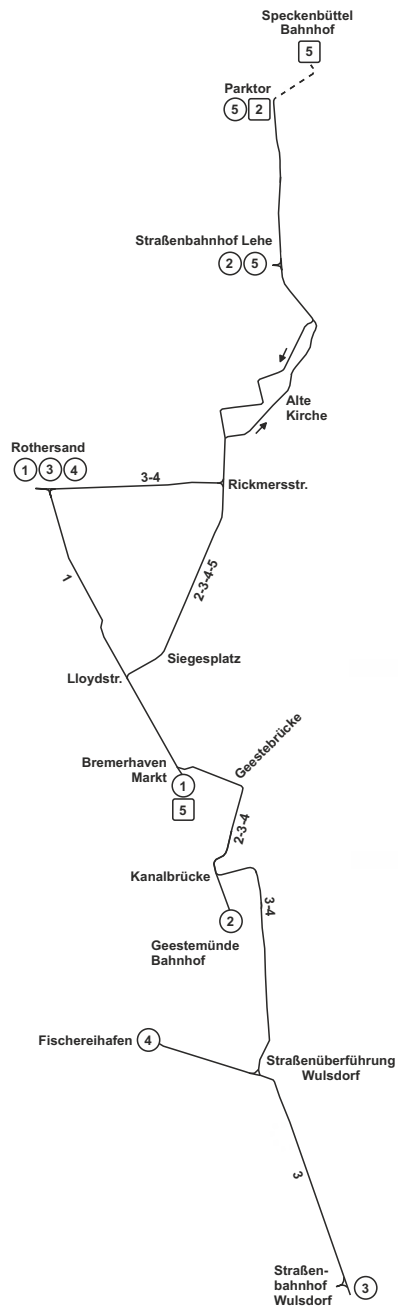 Speckenbüttel
Bahnhof
5
Parktor
5 2
Straßenbahnhof Lehe
2 5
Alte
Kirche
Rothersand
1 3 4
3-4
Rickmersstr.
1
2-3-4-5
Siegesplatz
Lloydstr.
Bremerhaven
Markt
1
5
Geestebrücke
2-3-4
Kanalbrücke
3-4
2
Geestemünde
Bahnhof
Fischereihafen 4
Straßenüberführung
Wulsdorf
3
Straßen-
bahnhof
Wulsdorf
3